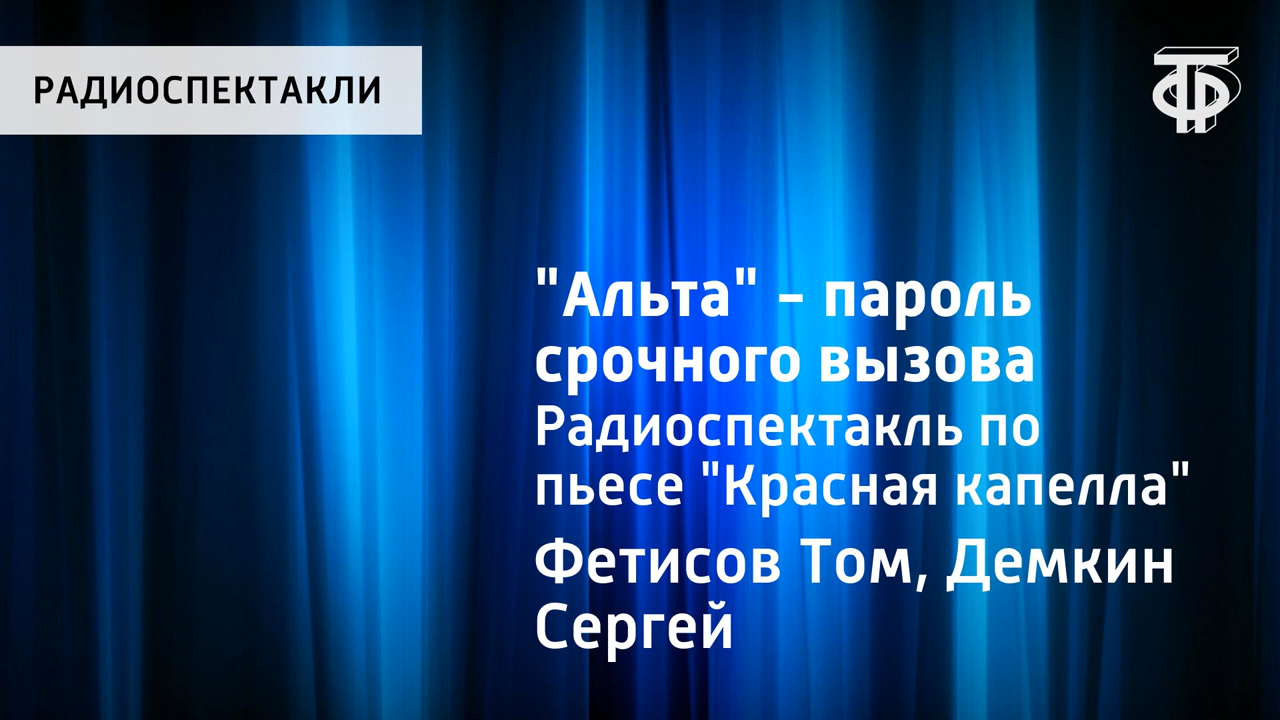 РАДИОСПЕКТАКЛИ
"Альта" - пароль
срочного вызова
Радиоспектакль по
пьесе "Красная капелла"
Фетисов Том, Демкин
Сергей